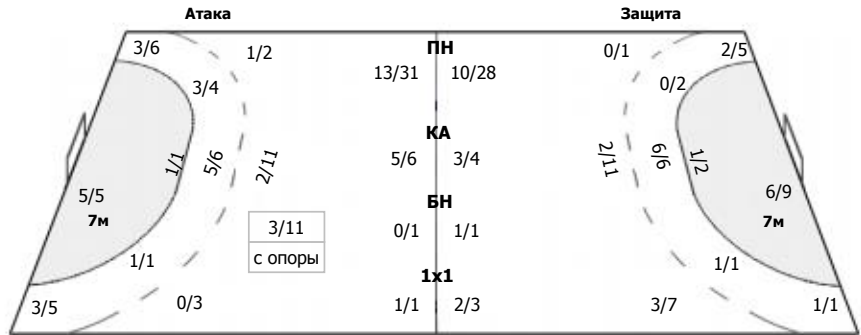 Атака Защита
3/6 1/2 ПН 0/1 2/5
13/31 10/28
3/4 0/2
КА
1/1 5/6 2/11 5/6 3/4 2/11 6/6 1/2
5/5 БН 6/9
7м 7м
3/11 0/1 1/1
с опоры
1/1 1/1
1x1
3/5 0/3 1/1 2/3 3/7 1/1